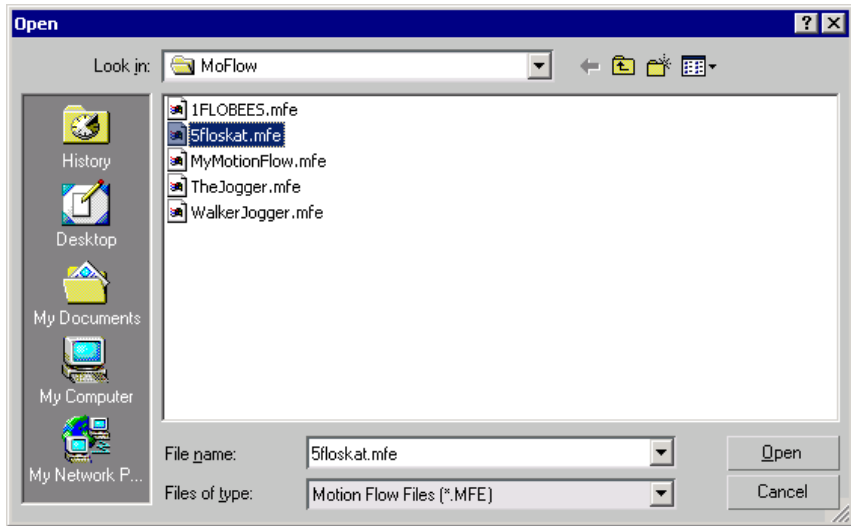 Open
Look in: MoFlow
History
Desktop
My Documents
My Computer
My Network P...
1FLOBEES.mfe
5floskat.mfe
MyMotionFlow.mfe
TheJogger.mfe
WalkerJogger.mfe
File name: 5floskat.mfe Open
Files of type: Motion Flow Files (*.MFE) Cancel